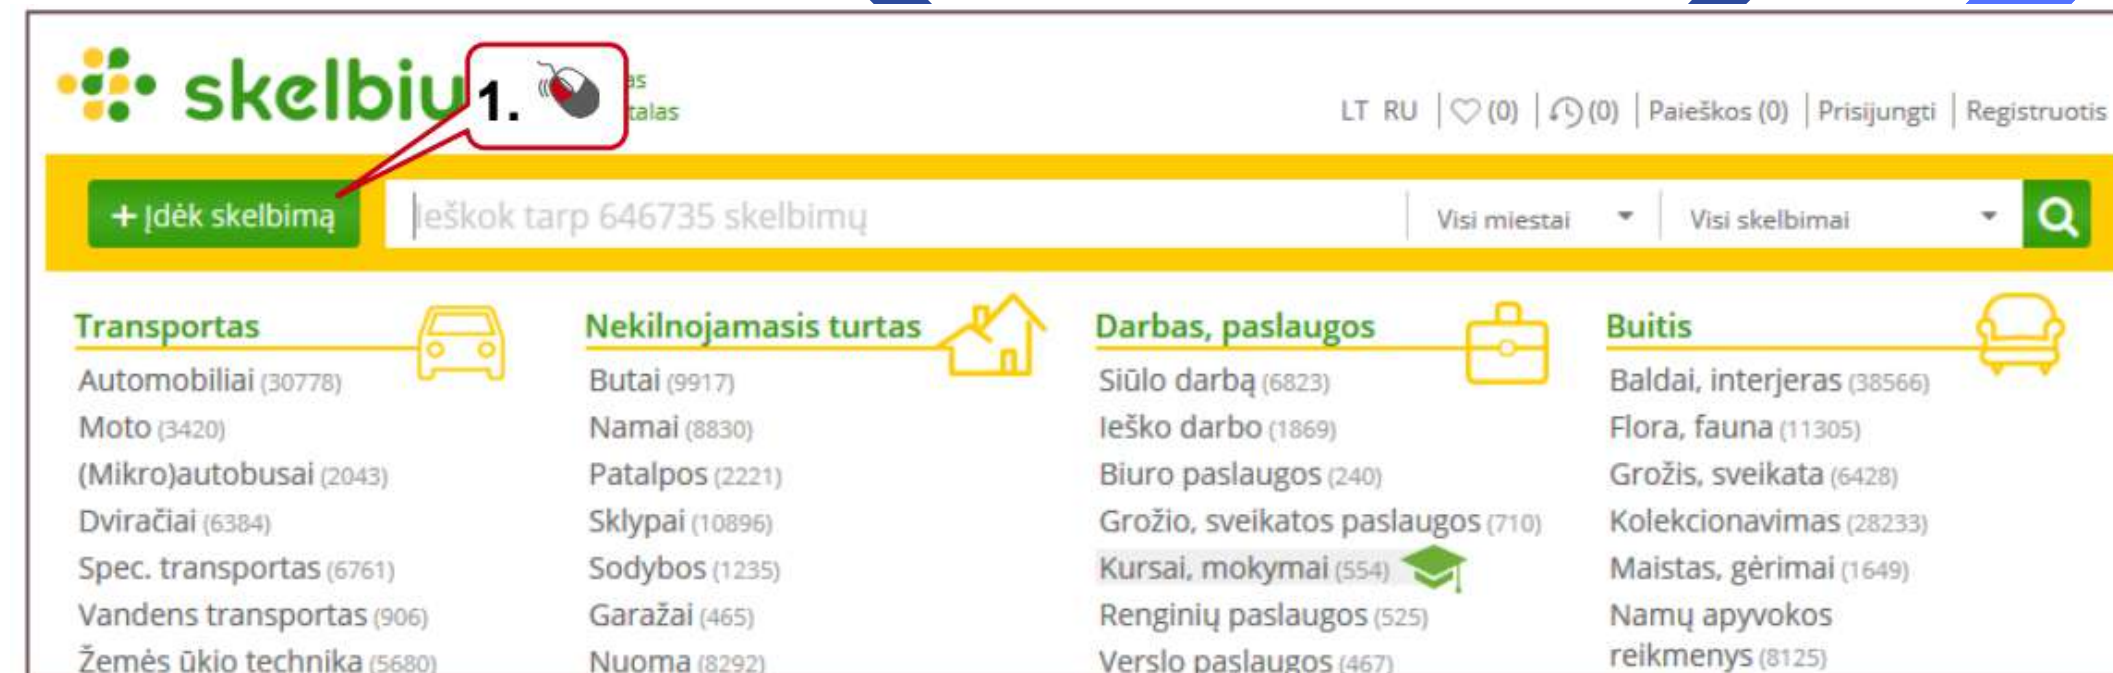 skelbiu
1.
as
talas
LT RU (0) (0) Paieškos (0) Prisijungti Registruotis
+ Įdėk skelbimą
Ieškok tarp 646735 skelbimų
Visi miestai
Visi skelbimai
Transportas
Automobiliai (30778)
Moto (3420)
(Mikro)autobusai (2043)
Dviračiai (6384)
Spec. transportas (6761)
Vandens transportas (906)
Žemės ūkio technika (5680)
Nekilnojamasis turtas
Butai (9917)
Namai (8830)
Patalpos (2221)
Sklypai (10896)
Sodybos (1235)
Garažai (465)
Nuoma (8292)
Darbas, paslaugos
Siūlo darbą (6823)
Ieško darbo (1869)
Biuro paslaugos (240)
Grožio, sveikatos paslaugos (710)
Kursai, mokymai (554)
Renginių paslaugos (525)
Verslo paslaugos (467)
Buitis
Baldai, interjeras (38566)
Flora, fauna (11305)
Grožis, sveikata (6428)
Kolekcionavimas (28233)
Maistas, gėrimai (1649)
Namų apyvokos
reikmenys (8125)